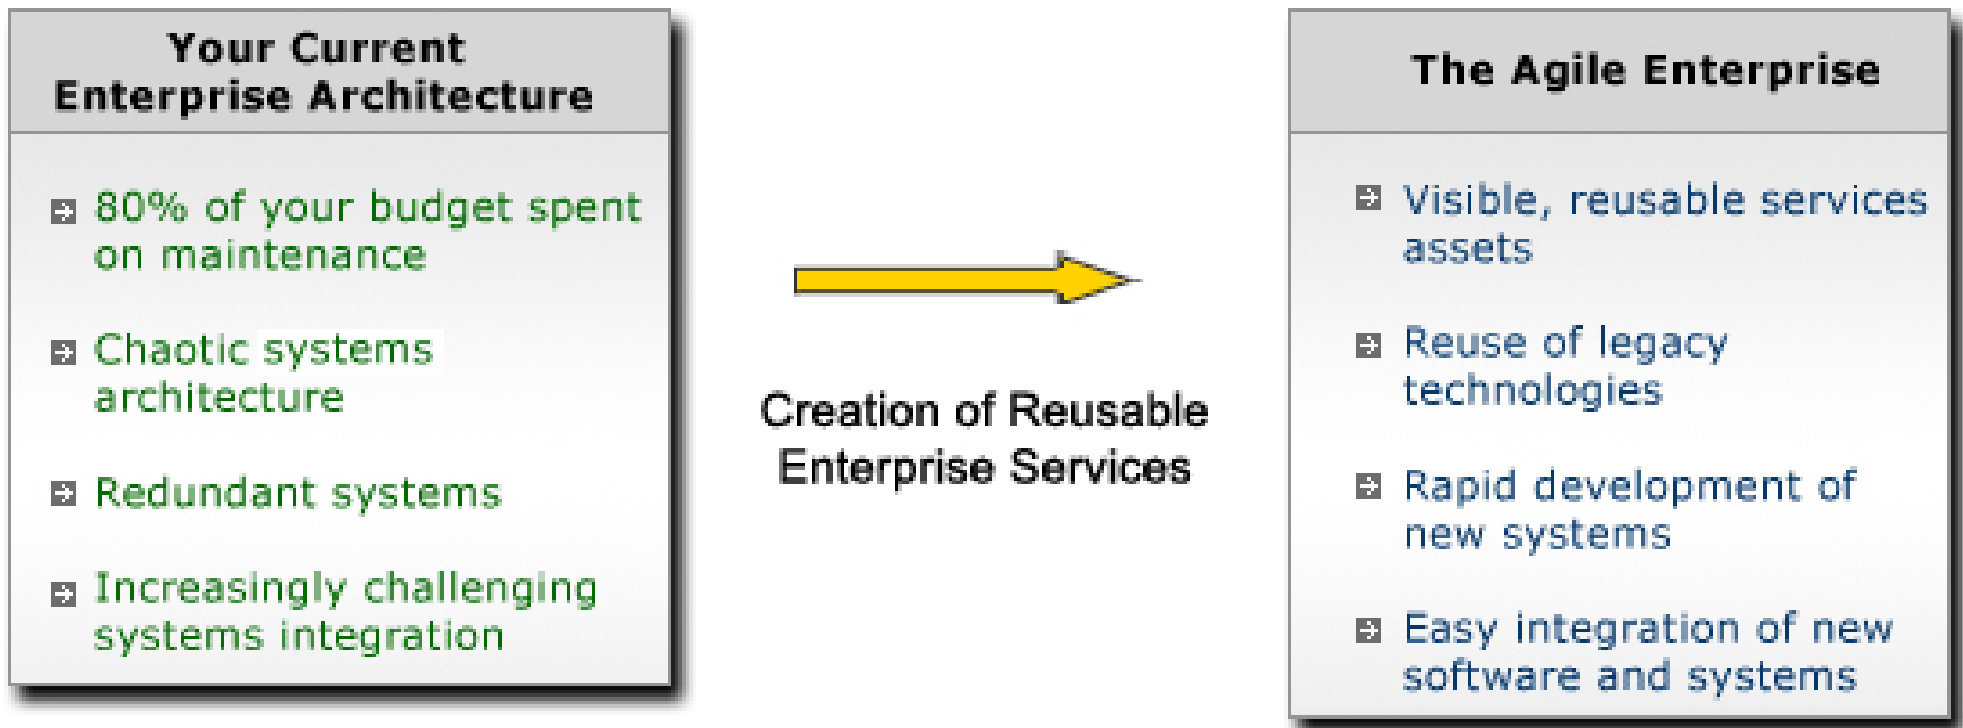 Your Current
Enterprise Architecture
80% of your budget spent
on maintenance
Chaotic systems
architecture
Redundant systems
Increasingly challenging
systems integration
Creation of Reusable
Enterprise Services
The Agile Enterprise
Visible, reusable services
assets
Reuse of legacy
technologies
Rapid development of
new systems
Easy integration of new
software and systems